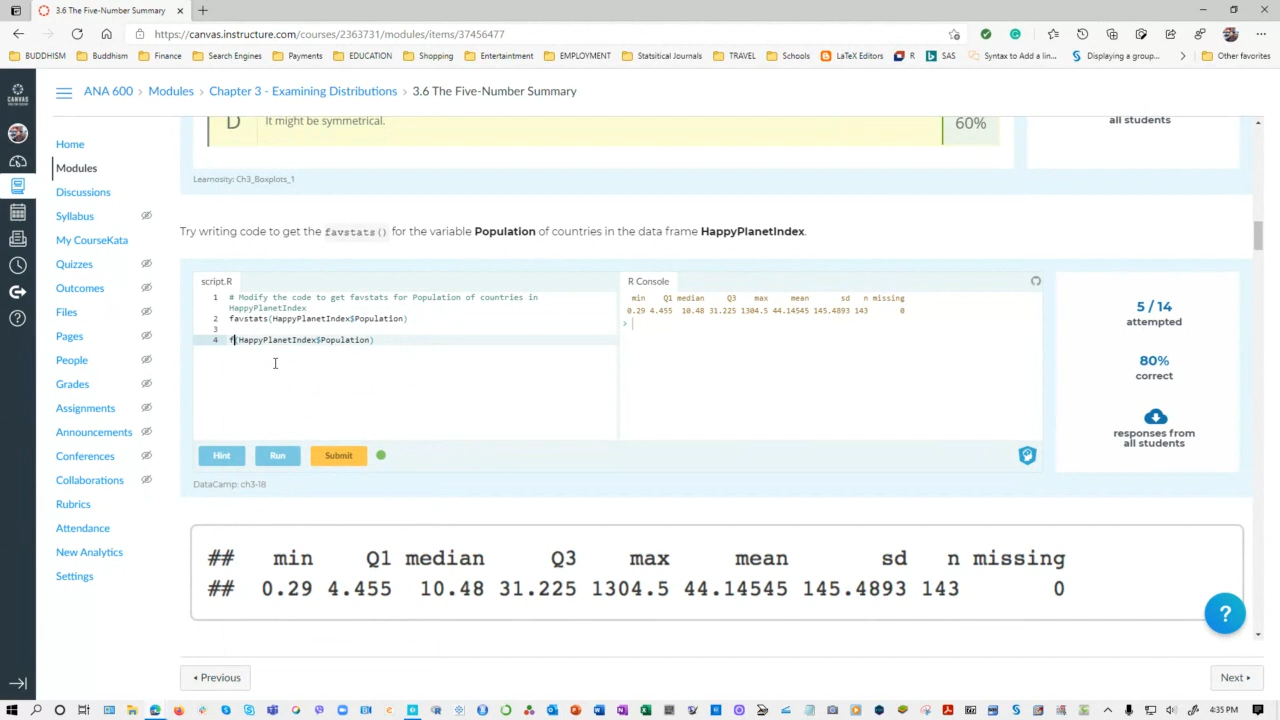 3.6 The Five-Number Summary
https://canvas.instructure.com/courses/2363731/modules/items/37456477
BUDDHISM Buddhism Finance Search Engines Payments EDUCATION Shopping Entertainment EMPLOYMENT Statsitical Journals TRAVEL Schools LaTeX Editors R SAS Syntax to Add a lin... Displaying a group... Other favorites
CANVAS
ANA 600 > Modules > Chapter 3 - Examining Distributions > 3.6 The Five-Number Summary
Home
Modules
Discussions
Syllabus
My CourseKata
Quizzes
Collaborations
Outcomes
Files
Pages
People
Grades
Assignments
Announcements
Conferences
Rubrics
Attendance
New Analytics
Settings
D It might be symmetrical. 60%
all students
Learnosity: Ch3_Boxplots_1
Try writing code to get the favstats() for the variable Population of countries in the data frame HappyPlanetIndex.
script.R
1 # Modify the code to get favstats for Population of countries in
HappyPlanetIndex
2 favstats(HappyPlanetIndex$Population)
3
4 f(HappyPlanetIndex$Population)
R Console
min Q1 median Q3 max mean sd n missing
0.29 4.455 10.48 31.225 1304.5 44.14545 145.4893 143 0
>
5 / 14
attempted
80%
correct
responses from
all students
Hint Run Submit
DataCamp: ch3-18
## min Q1 median Q3 max mean sd n missing
## 0.29 4.455 10.48 31.225 1304.5 44.14545 145.4893 143 0
?
Previous
Next
4:35 PM